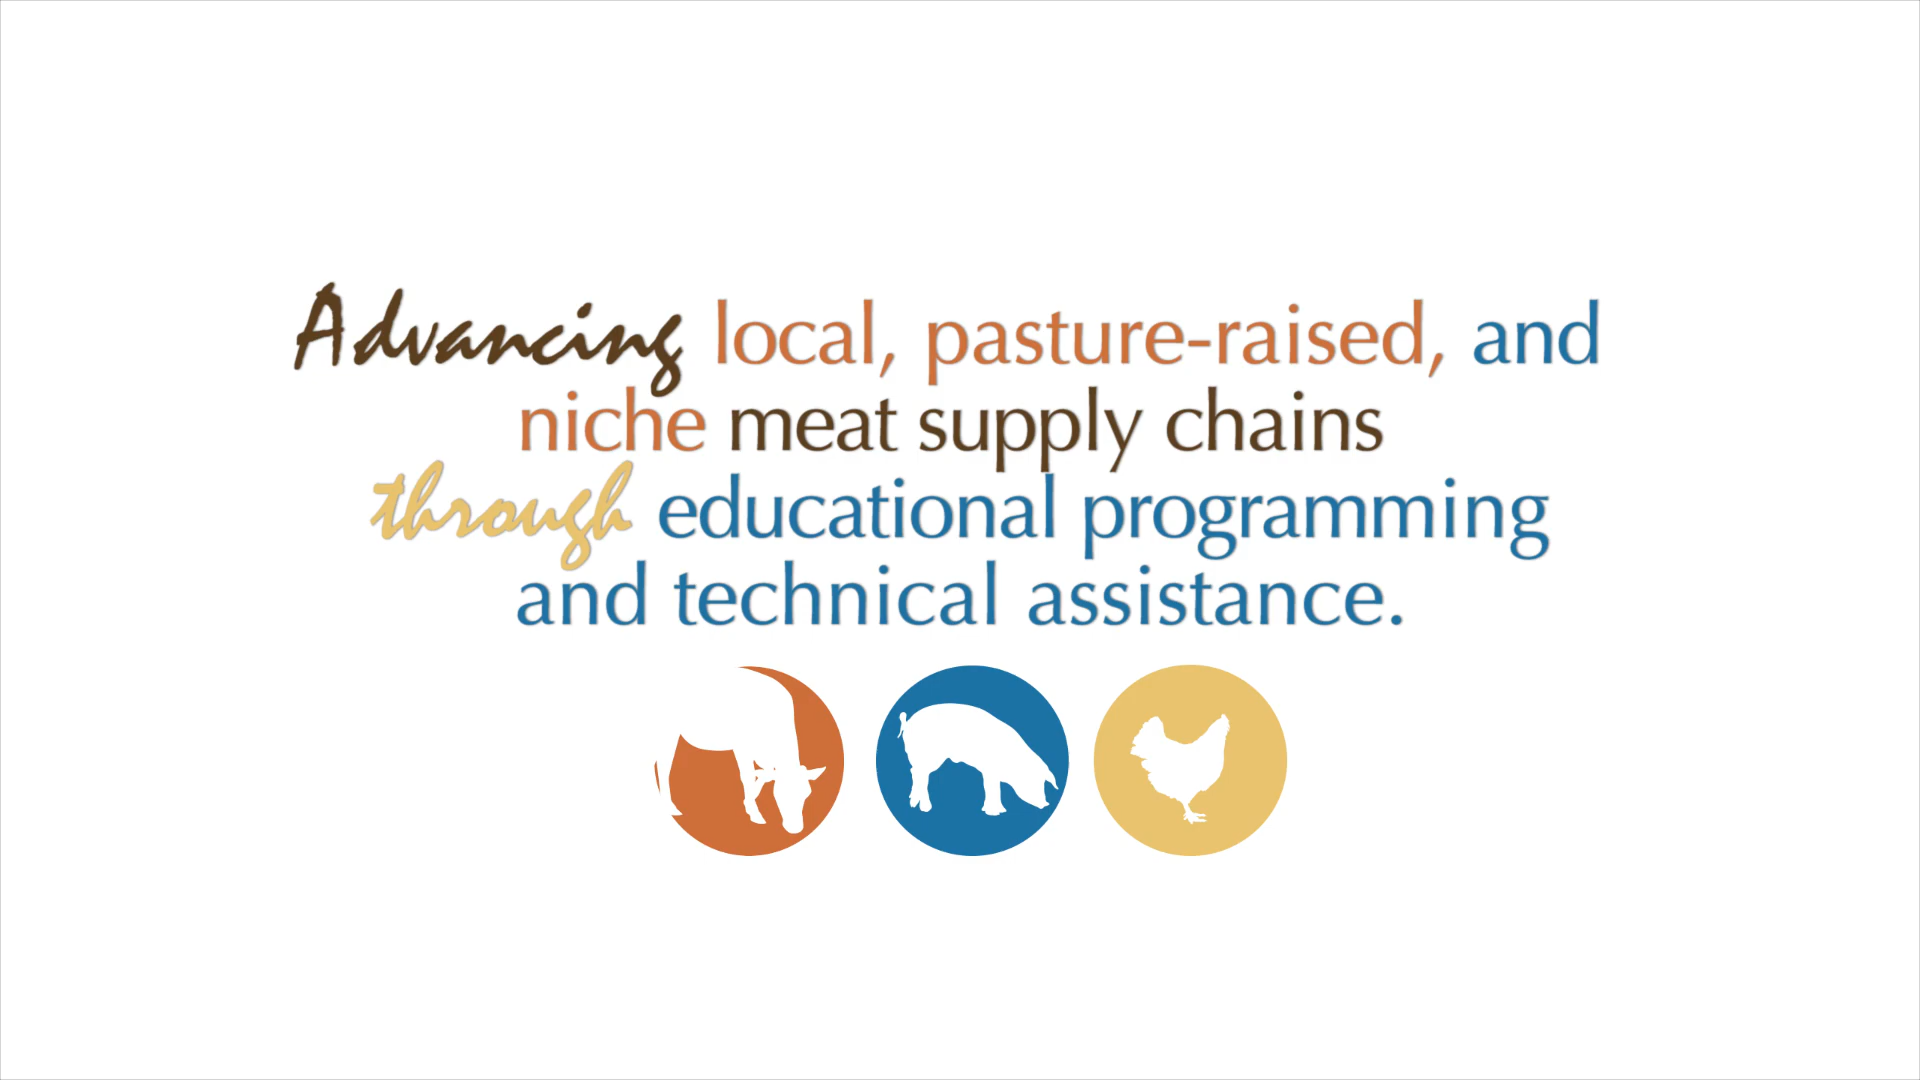 Advancing local, pasture-raised, and
niche meat supply chains
through educational programming
and technical assistance.